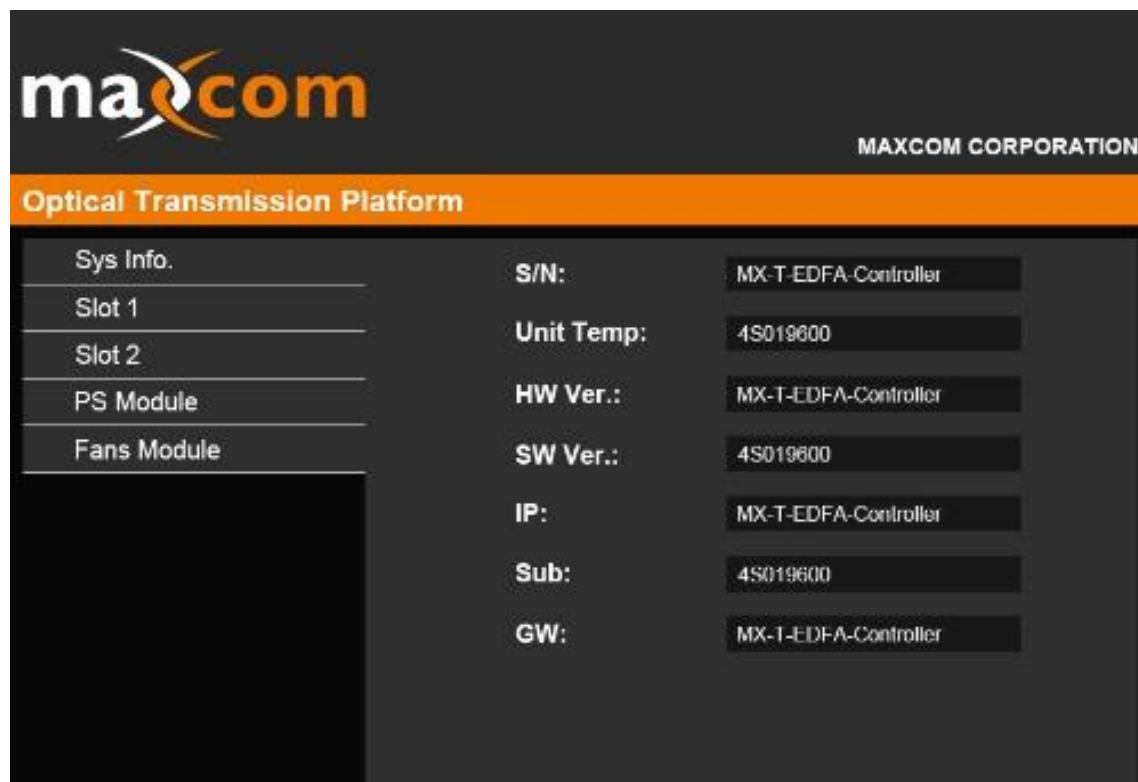 maxcom
MAXCOM CORPORATION
Optical Transmission Platform
Sys Info.
Slot 1
Slot 2
PS Module
Fans Module
S/N: MX-T-EDFA-Controller
Unit Temp: 4S019600
HW Ver.: MX-T-EDFA-Controller
SW Ver.: 4S019600
IP: MX-T-EDFA-Controller
Sub: 4S019600
GW: MX-T-EDFA-Controller